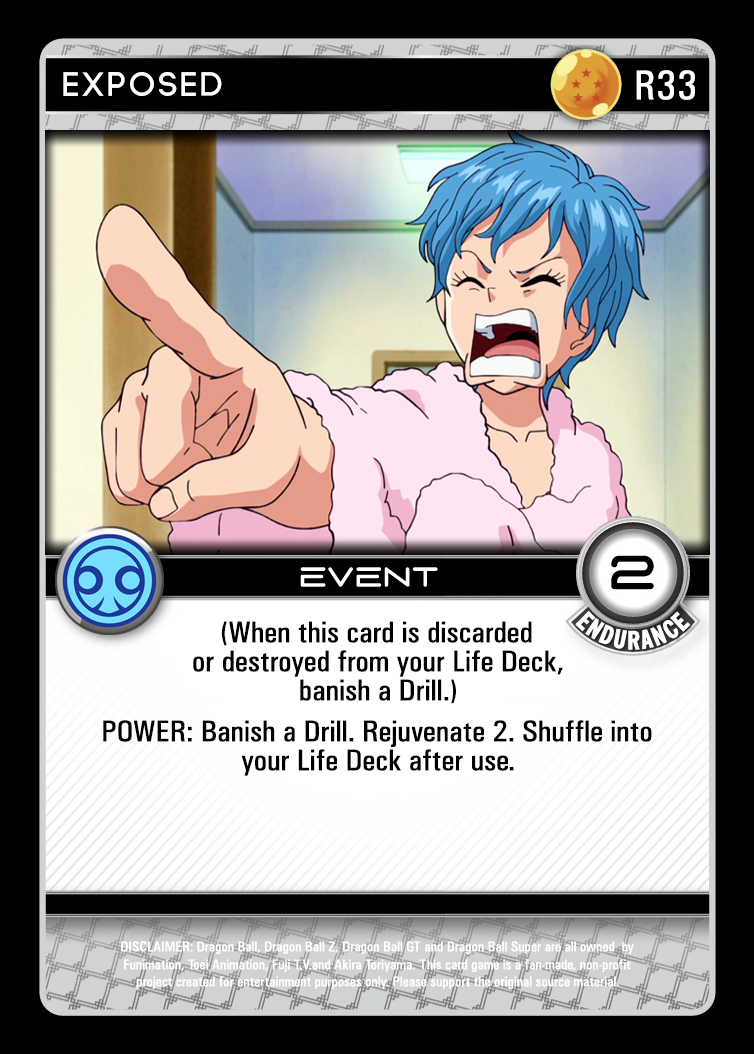 EXPOSED
R33
EVENT
2
ENDURANCE
(When this card is discarded
or destroyed from your Life Deck,
banish a Drill.)
POWER: Banish a Drill. Rejuvenate 2. Shuffle into
your Life Deck after use.
DISCLAIMER: Dragon Ball, Dragon Ball Z, Dragon Ball GT and Dragon Ball Super are all owned by
Funimation, Toei Animation, Fuji T.V.and Akira Toriyama. This card game is a fan-made, non-profit
project created for entertainment purposes only. Please support the original source material.